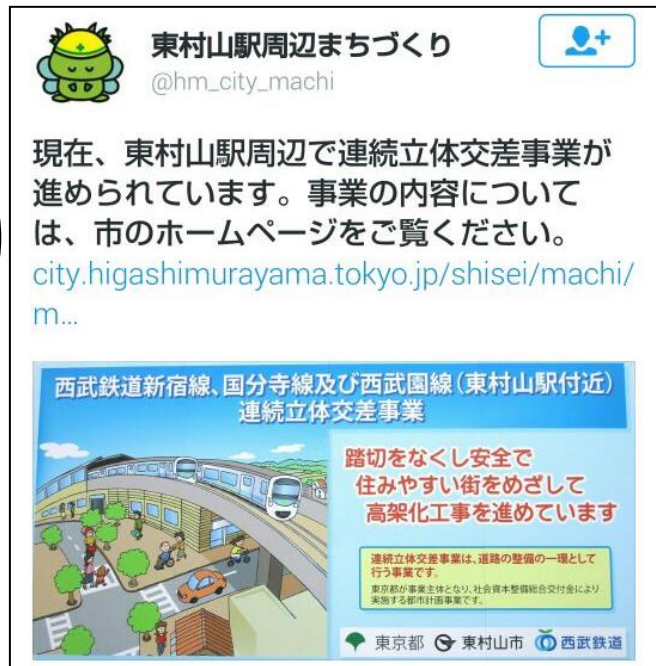 東村山駅周辺まちづくり
@hm_city_machi
現在、東村山駅周辺で連続立体交差事業が
進められています。事業の内容について
は、市のホームページをご覧ください。
city.higashimurayama.tokyo.jp/shisei/machi/
m...
西武鉄道新宿線、国分寺線及び西武園線(東村山駅付近)
連続立体交差事業
踏切をなくし安全で
住みやすい街をめざして
高架化工事を進めています
連続立体交差事業は、道路の整備の一環として
行う事業です。
東京都が事業主体となり、社会資本整備総合交付金により
実施する都市計画事業です。
東京都 東村山市 西武鉄道